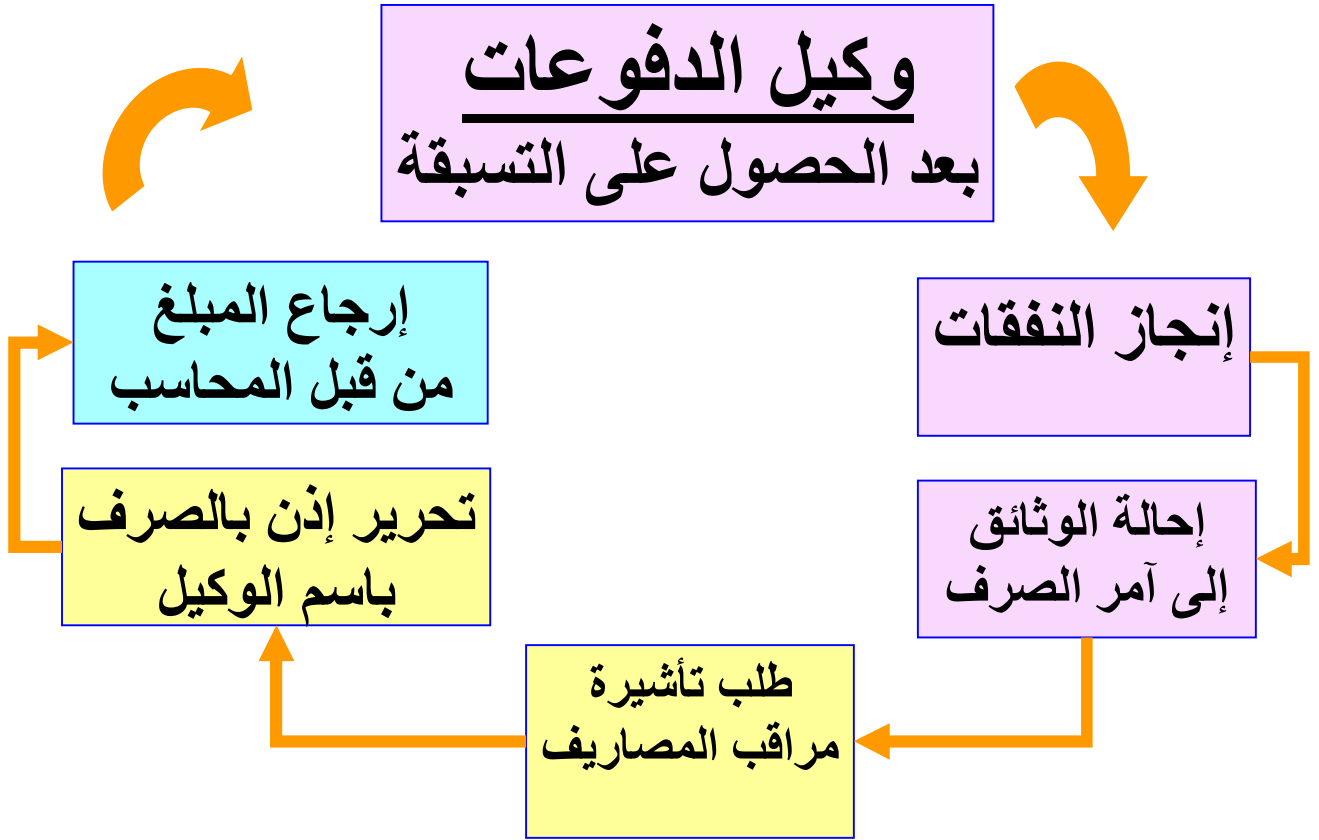 وكيل الدفوعات
بعد الحصول على التسبقة
إنجاز النفقات
إحالة الوثائق
إلى آمر الصرف
طلب تأشيرة
مراقب المصاريف
تحرير إذن بالصرف
باسم الوكيل
إرجاع المبلغ
من قبل المحاسب